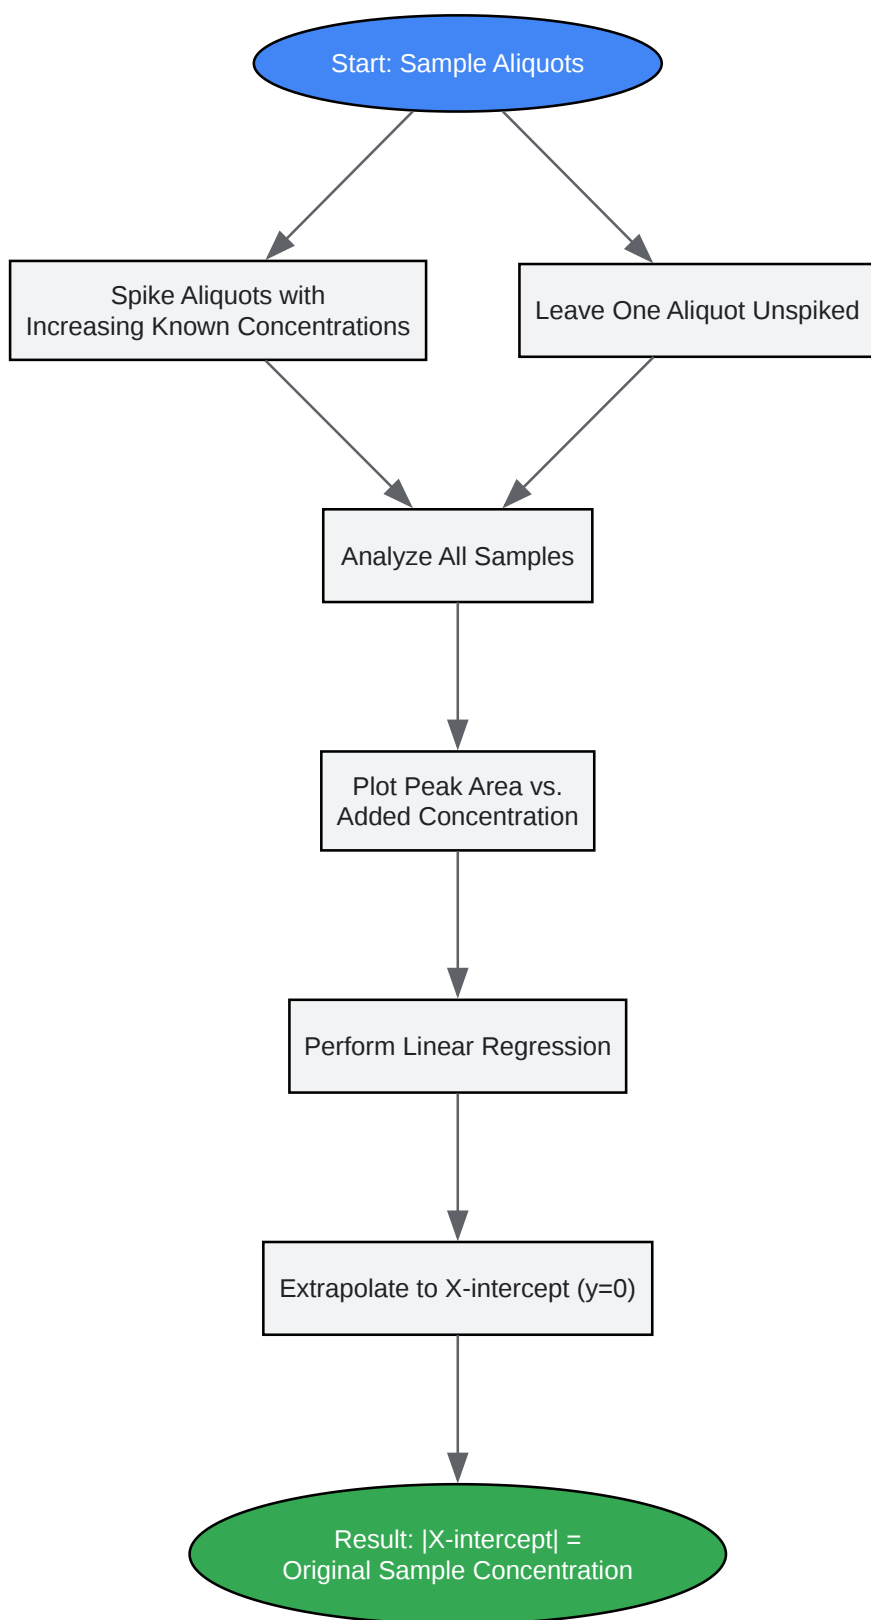 Start: Sample Aliquots
Spike Aliquots with
Increasing Known Concentrations
Leave One Aliquot Unspiked
Analyze All Samples
Plot Peak Area vs.
Added Concentration
Perform Linear Regression
Extrapolate to X-intercept (y=0)
Result: |X-intercept| =
Original Sample Concentration